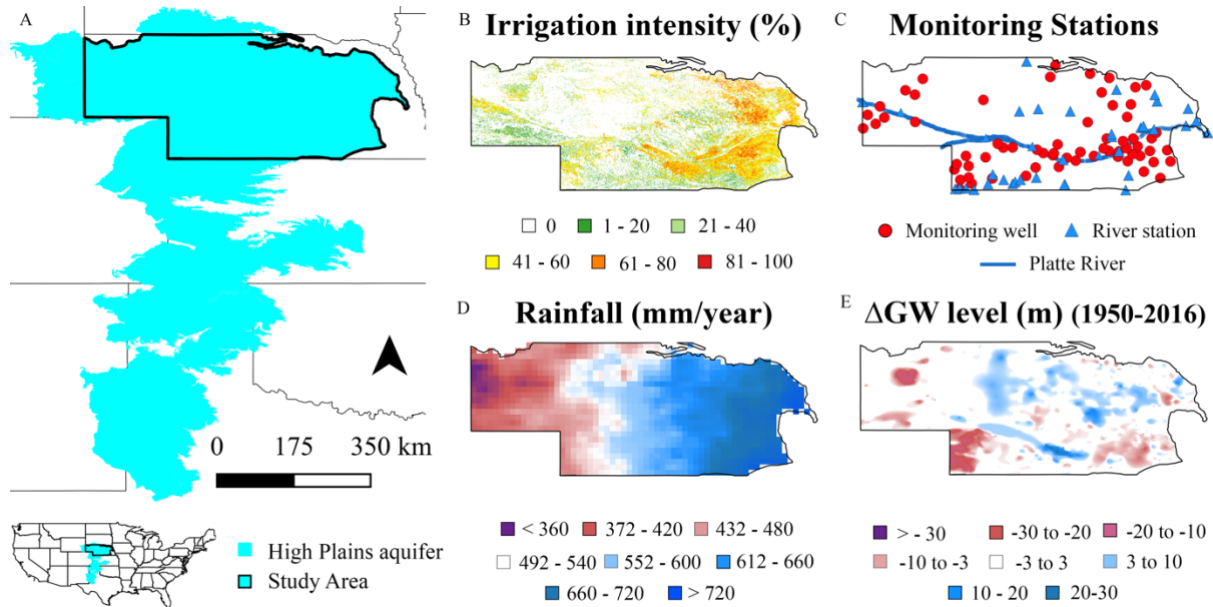 A
0 175 350 km
High Plains aquifer
Study Area
B Irrigation intensity (%)
0 1 - 20 21 - 40
41 - 60 61 - 80 81 - 100
C Monitoring Stations
Monitoring well River station
Platte River
D Rainfall (mm/year)
< 360 372 - 420 432 - 480
492 - 540 552 - 600 612 - 660
660 - 720 > 720
E ΔGW level (m) (1950-2016)
> - 30 -30 to -20 -20 to -10
-10 to -3 -3 to 3 3 to 10
10 - 20 20-30